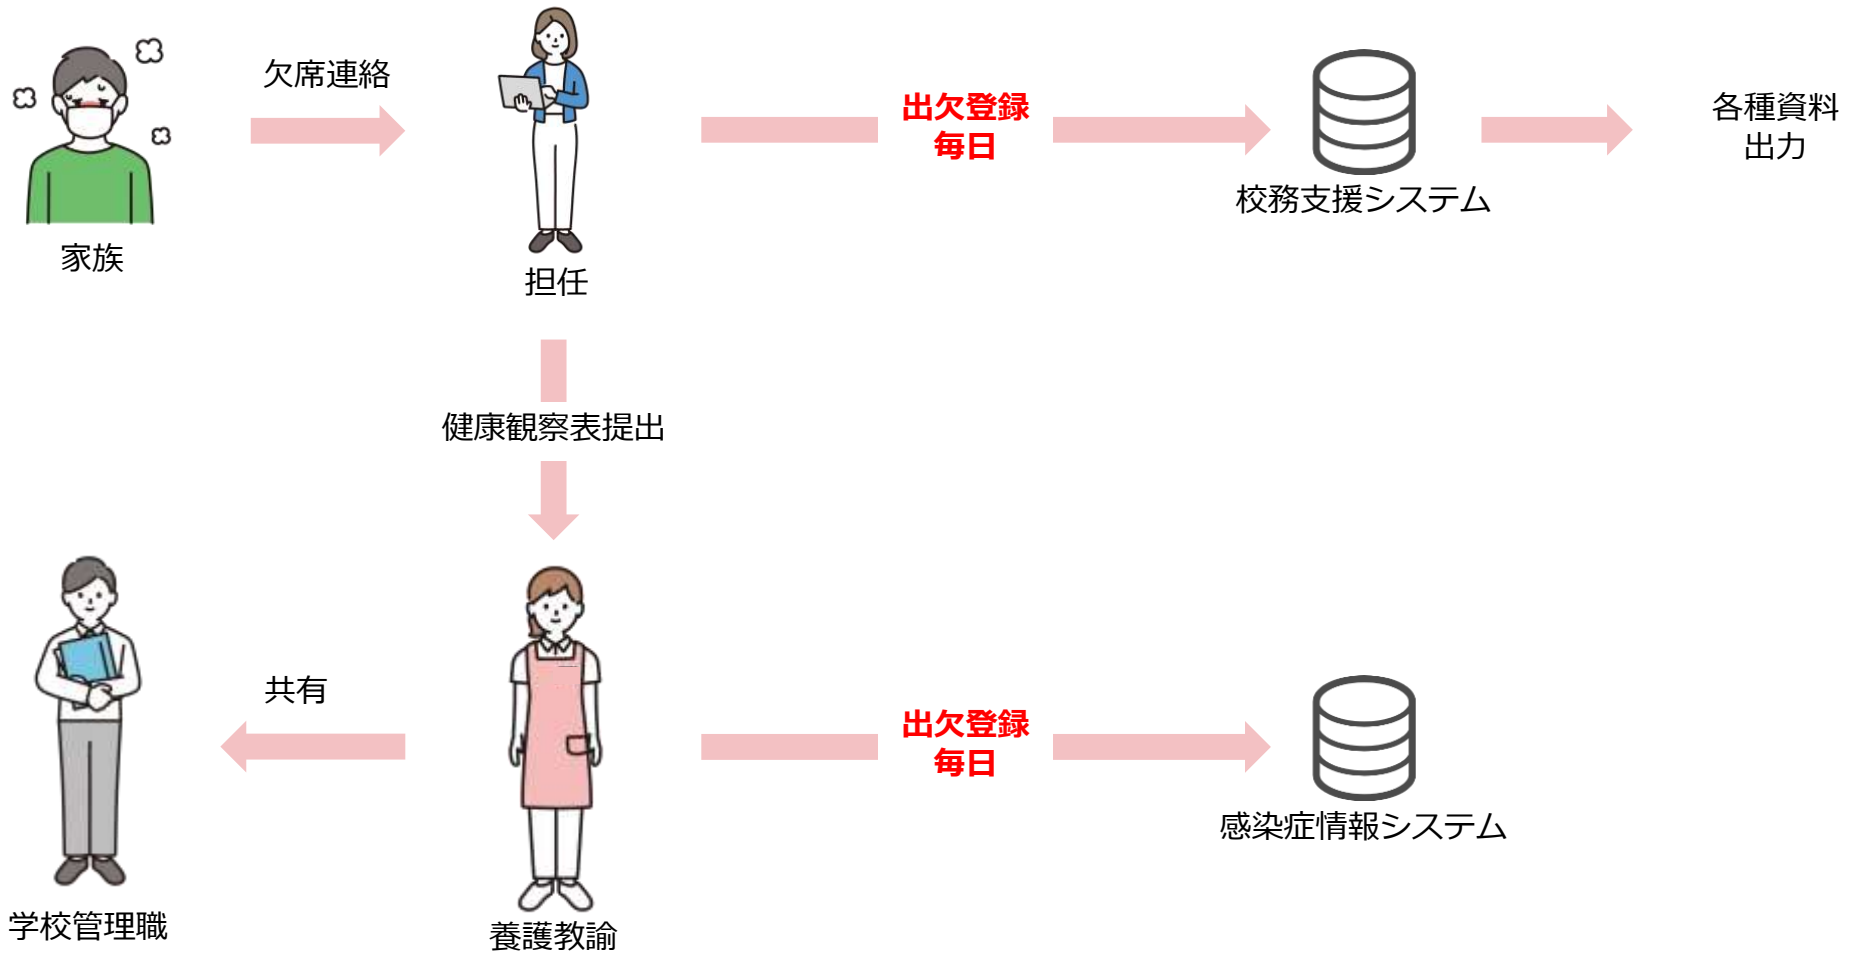 欠席連絡
家族
担任
出欠登録
毎日
校務支援システム
各種資料
出力
健康観察表提出
学校管理職
共有
養護教諭
出欠登録
毎日
感染症情報システム